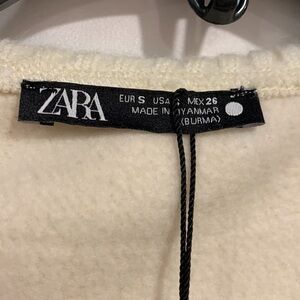 ZARA
EUR S USA S MEX 26
MADE IN MYANMAR
(BURMA)